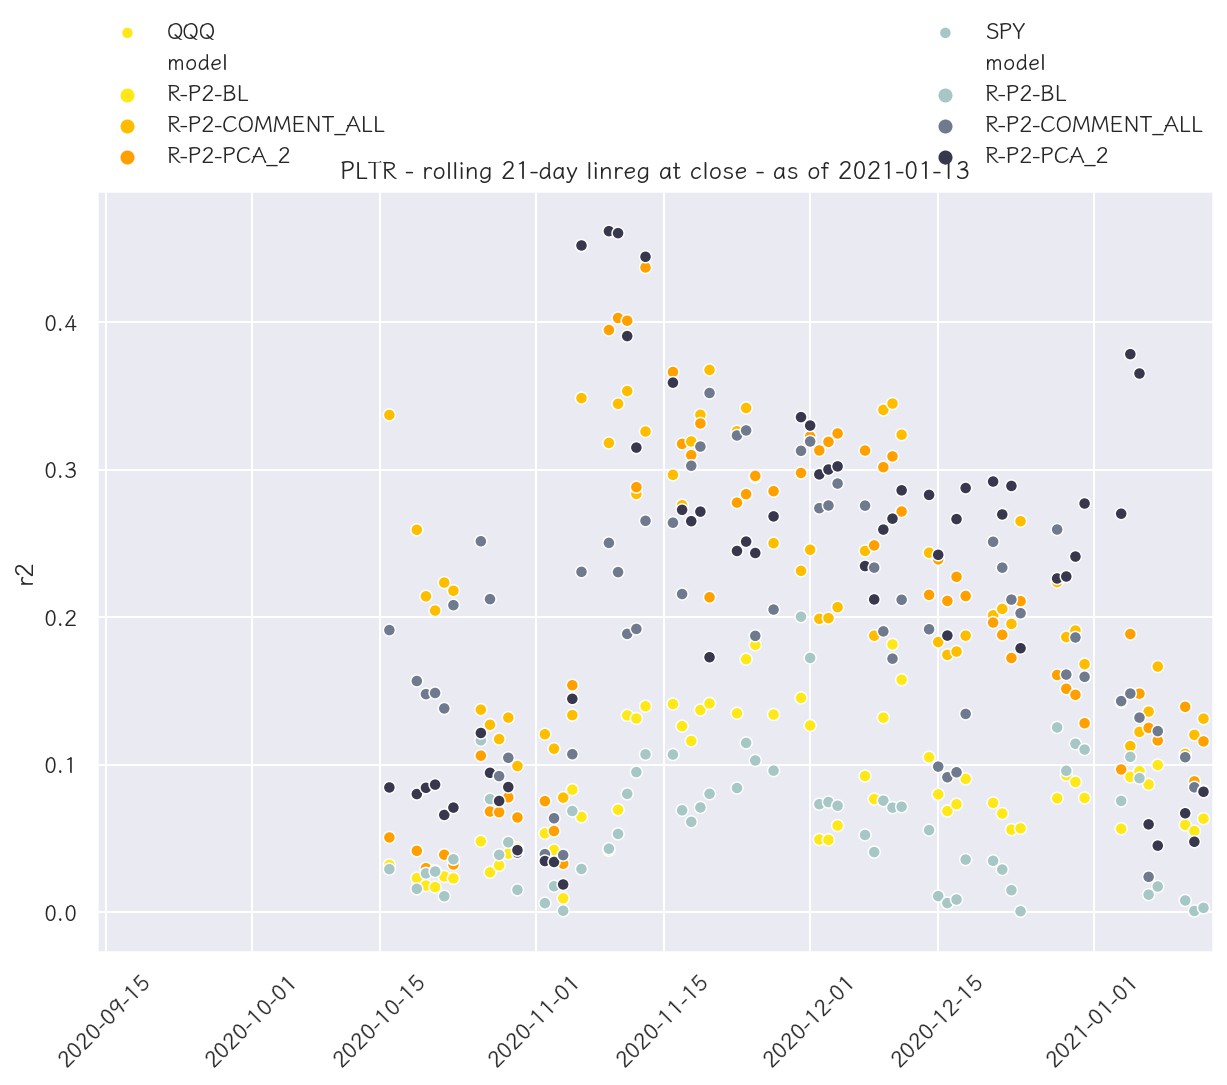 QQQ
model
R-P2-BL
R-P2-COMMENT_ALL
R-P2-PCA_2
SPY
model
R-P2-BL
R-P2-COMMENT_ALL
R-P2-PCA_2
PLTR - rolling 21-day linreg at close - as of 2021-01-13
r2
0.4
0.3
0.2
0.1
0.0
2020-09-15
2020-10-01
2020-10-15
2020-11-01
2020-11-15
2020-12-01
2020-12-15
2021-01-01